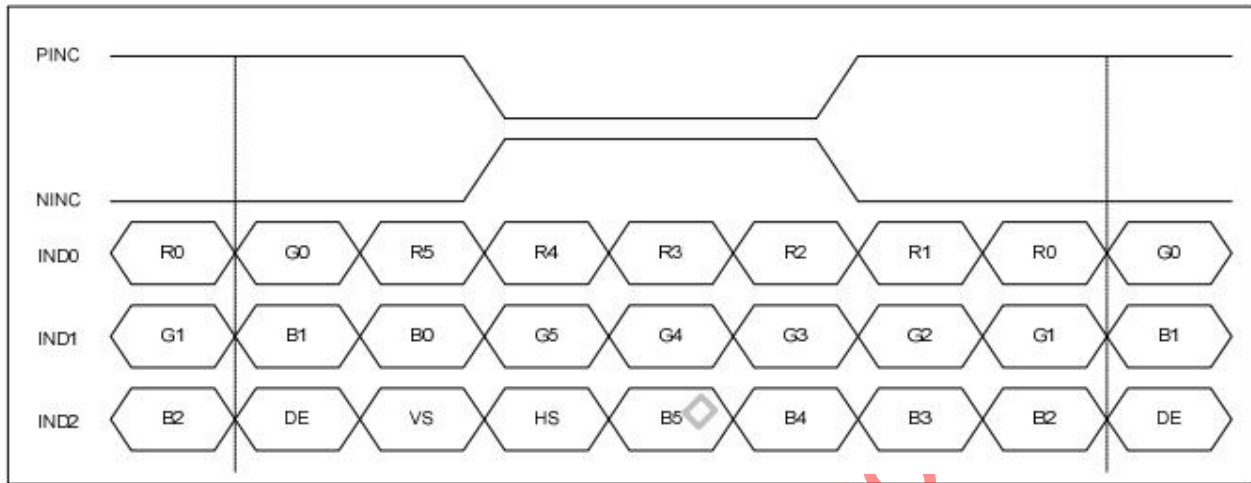 PINC
NINC
IND0 R0 G0 R5 R4 R3 R2 R1 R0 G0
IND1 G1 B1 B0 G5 G4 G3 G2 G1 B1
IND2 B2 DE VS HS B5 B4 B3 B2 DE